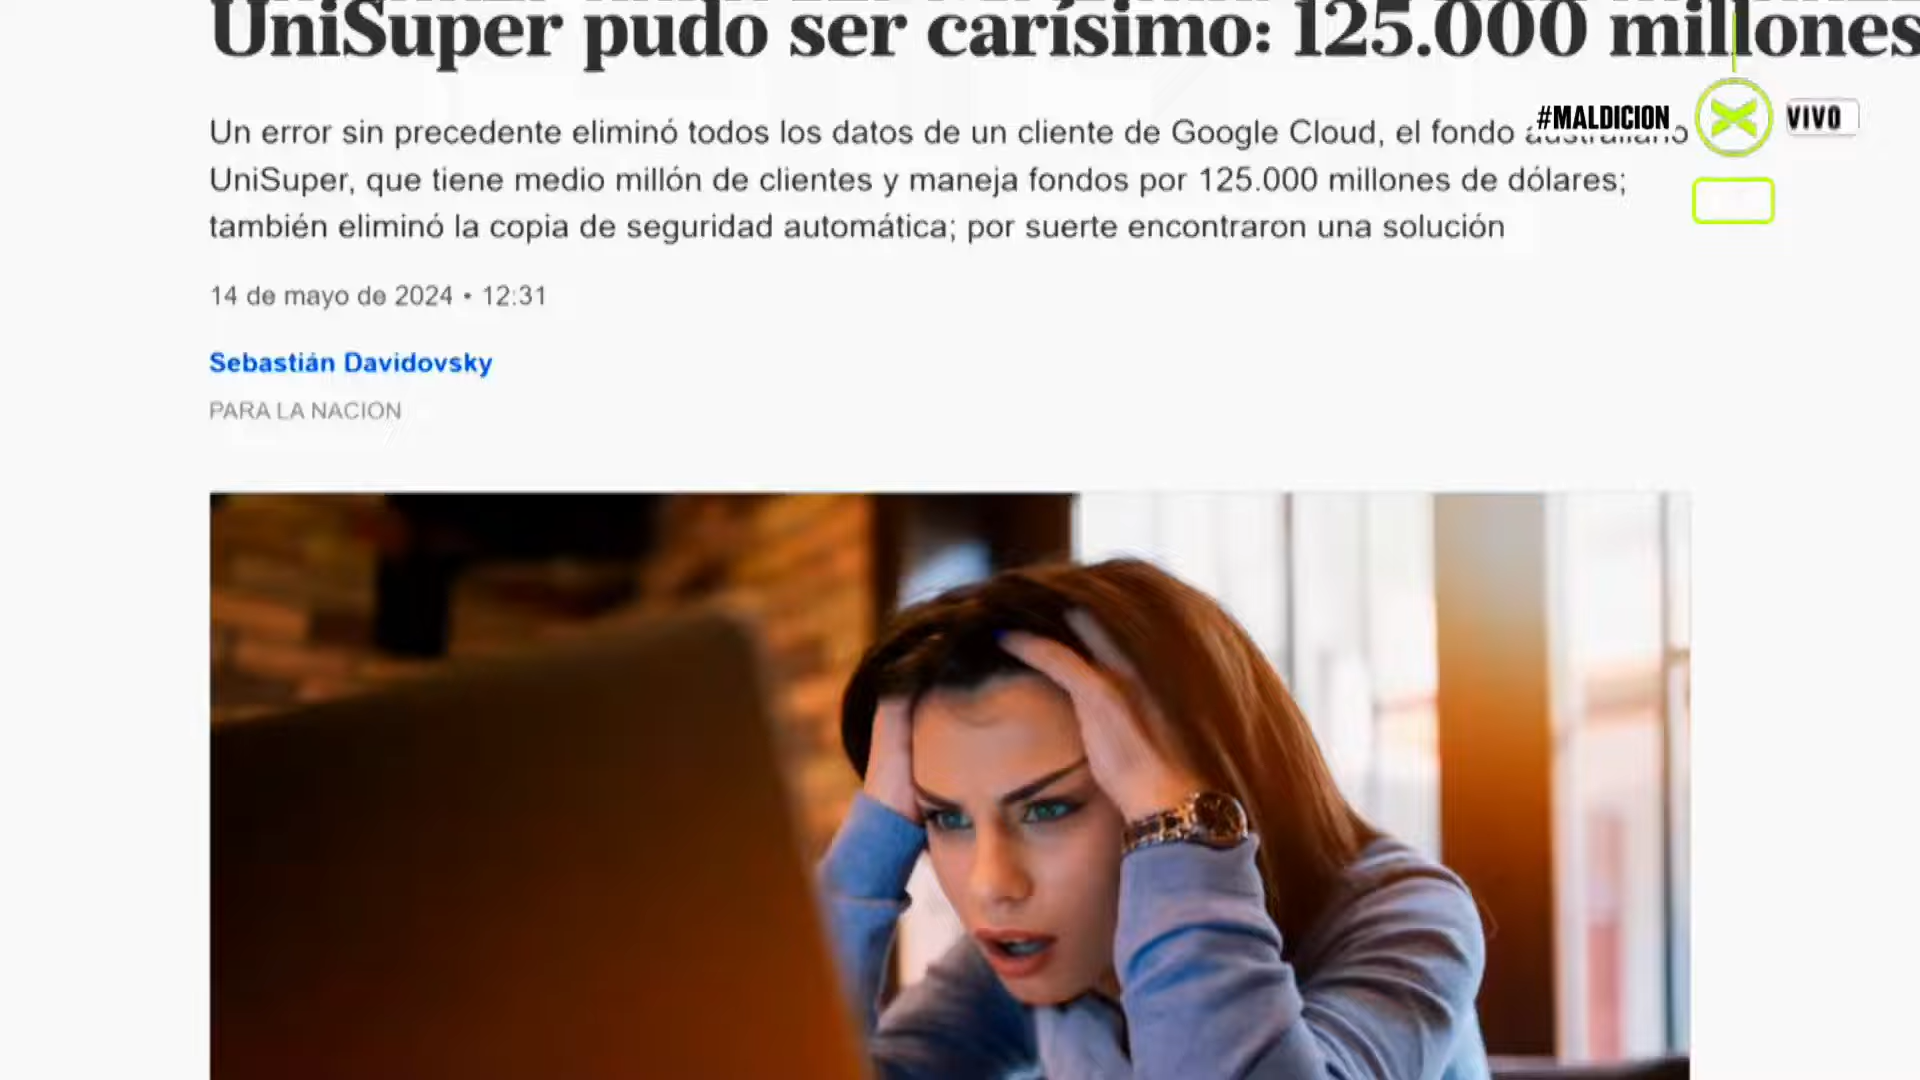 UniSuper pudo ser carísimo: 125.000 millones
#MALDICION
VIVO
Un error sin precedente eliminó todos los datos de un cliente de Google Cloud, el fondo australiano
UniSuper, que tiene medio millón de clientes y maneja fondos por 125.000 millones de dólares;
también eliminó la copia de seguridad automática; por suerte encontraron una solución
14 de mayo de 2024 • 12:31
Sebastián Davidovsky
PARA LA NACION